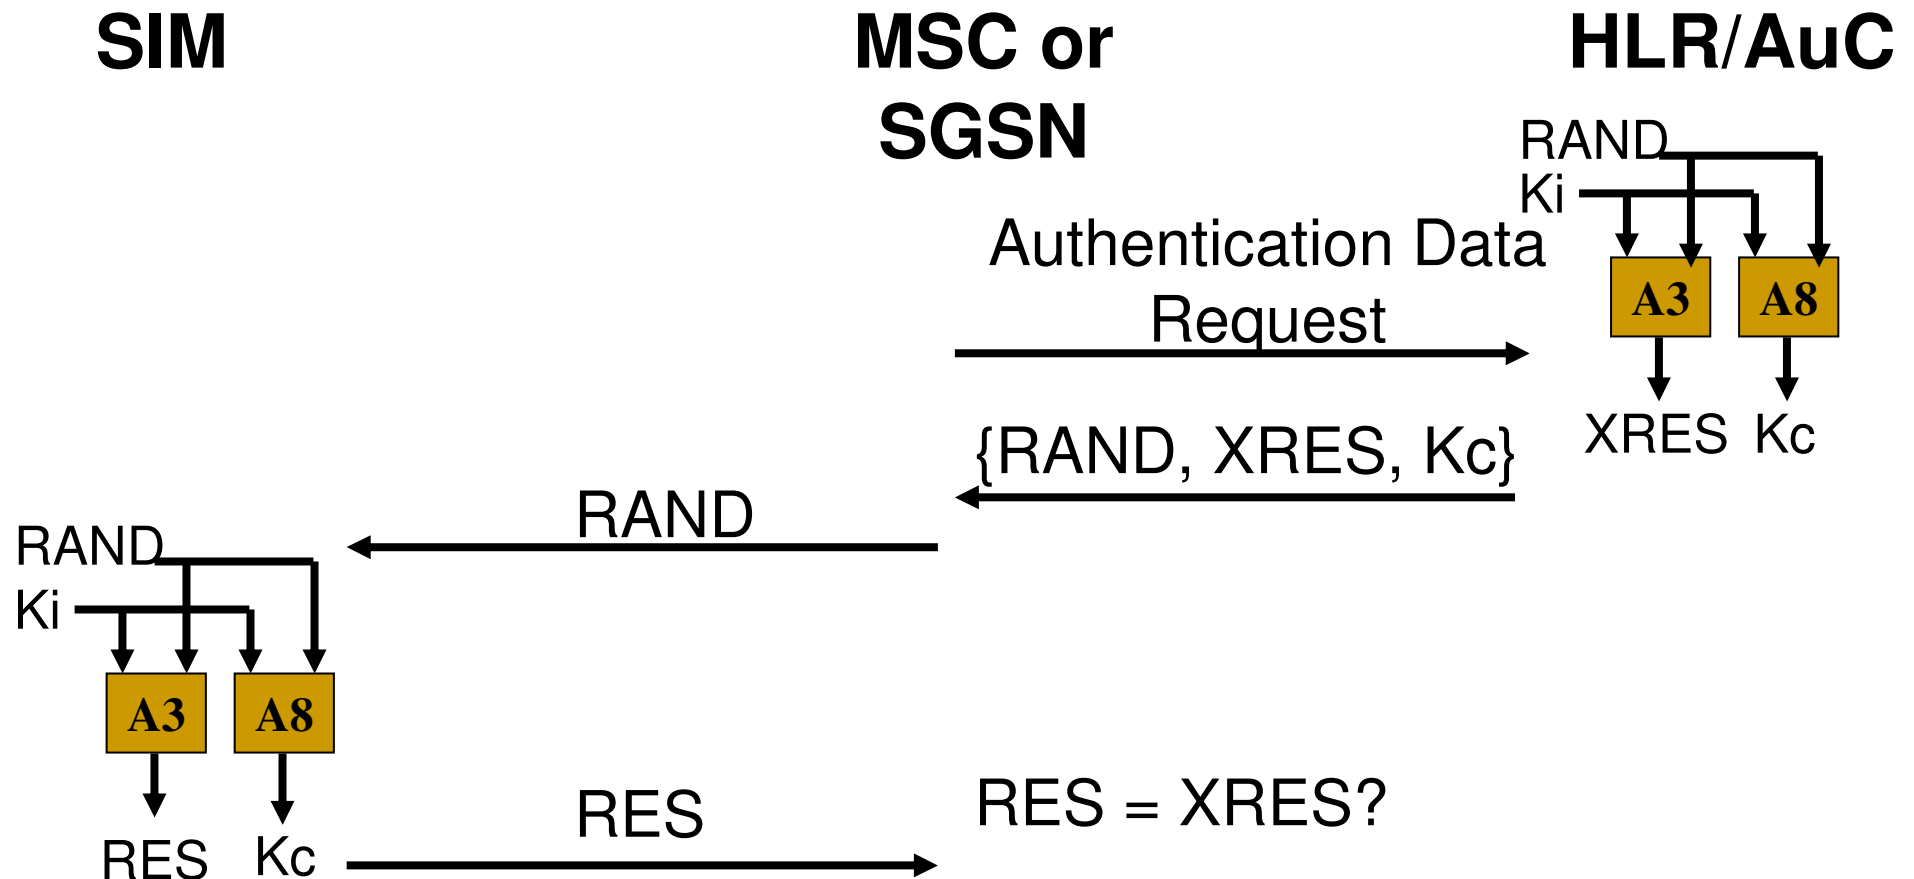 SIM
MSC or
SGSN
HLR/AuC
RAND
Ki
Authentication Data
Request
A3
A8
XRES
Kc
{RAND, XRES, Kc}
RAND
RAND
Ki
A3
A8
RES
RES = XRES?
RES
Kc